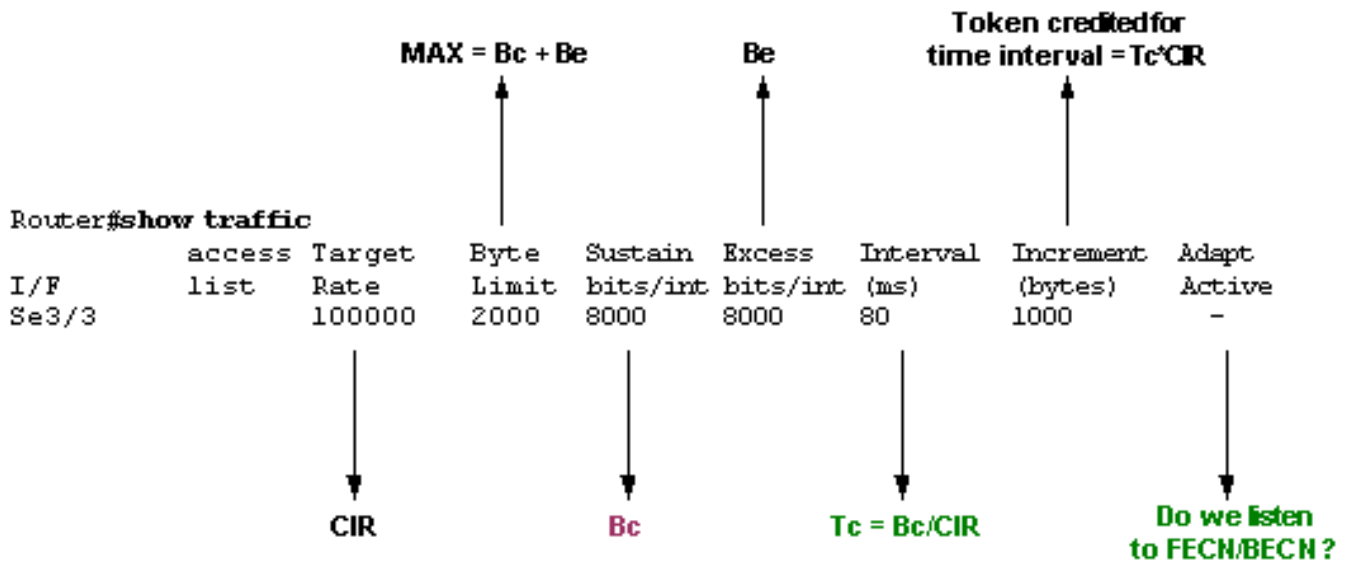 Token credited for
MAX = Bc + Be Be time interval = Tc*CIR
Router#show traffic
access Target Byte Sustain Excess Interval Increment Adapt
I/F list Rate Limit bits/int bits/int (ms) (bytes) Active
Se3/3 100000 2000 8000 8000 80 1000 -
CIR Bc Tc = Bc/CIR Do we listen
to FECN/BECN ?